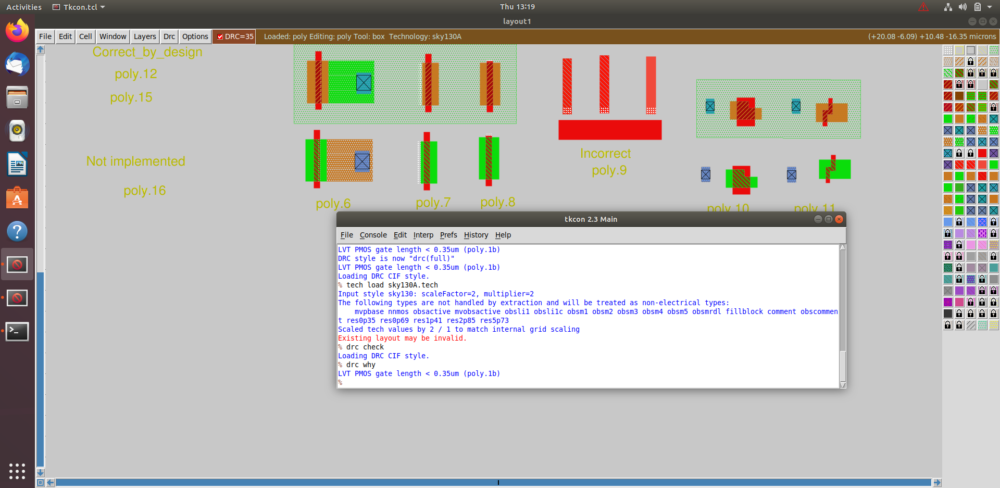 Activities Tkcon.tcl Thu 13:19
layout1
File Edit Cell Window Layers Drc Options DRC=35 Loaded: poly Editing: poly Tool: box Technology: sky130A (+20.08 -6.09) +10.48 -16.35 microns
Correct_by_design
poly.12
poly.15
Not implemented
poly.16
poly.6
poly.7
poly.8
Incorrect
poly.9
poly.10
poly.11
tkcon 2.3 Main
File Console Edit Interp Prefs History Help
LVT PMOS gate length < 0.35um (poly.1b)
DRC style is now "drc(full)"
LVT PMOS gate length < 0.35um (poly.1b)
Loading DRC CIF style.
% tech load sky130A.tech
Input style sky130: scaleFactor=2, multiplier=2
The following types are not handled by extraction and will be treated as non-electrical types:
mvpbase nnmos obsactive mvobsactive obsli1 obsli1c obsm1 obsm2 obsm3 obsm4 obsm5 obsmrdl fillblock comment obscommen
t res0p35 res0p69 res1p41 res2p85 res5p73
Scaled tech values by 2 / 1 to match internal grid scaling
Existing layout may be invalid.
% drc check
Loading DRC CIF style.
% drc why
LVT PMOS gate length < 0.35um (poly.1b)
%